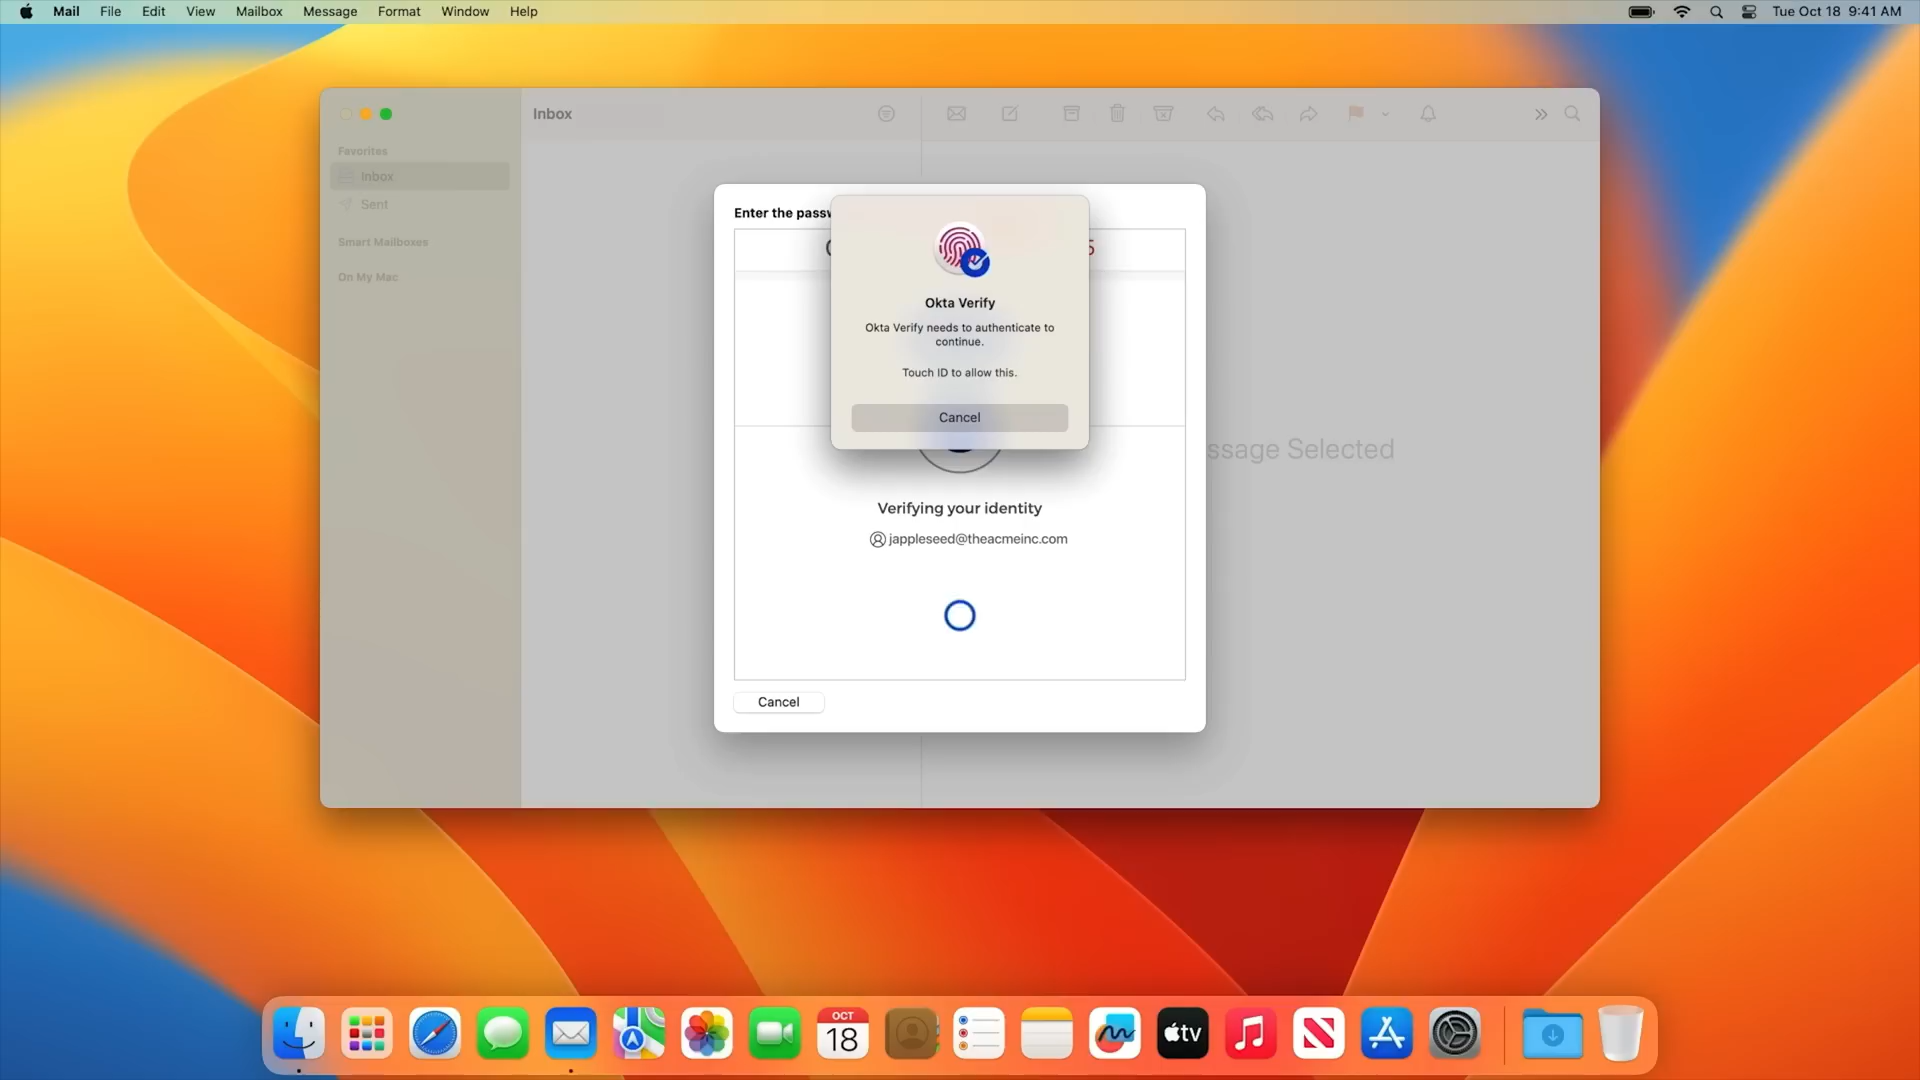 Mail File Edit View Mailbox Message Format Window Help Tue Oct 18 9:41 AM
Inbox
Favorites
Inbox
Sent
Smart Mailboxes
On My Mac
Enter the
Okta Verify
Okta Verify needs to authenticate to
continue.
Touch ID to allow this.
Cancel
Selected
Verifying your identity
jappleseed@theacmeinc.com
Cancel
OCT
18
tv